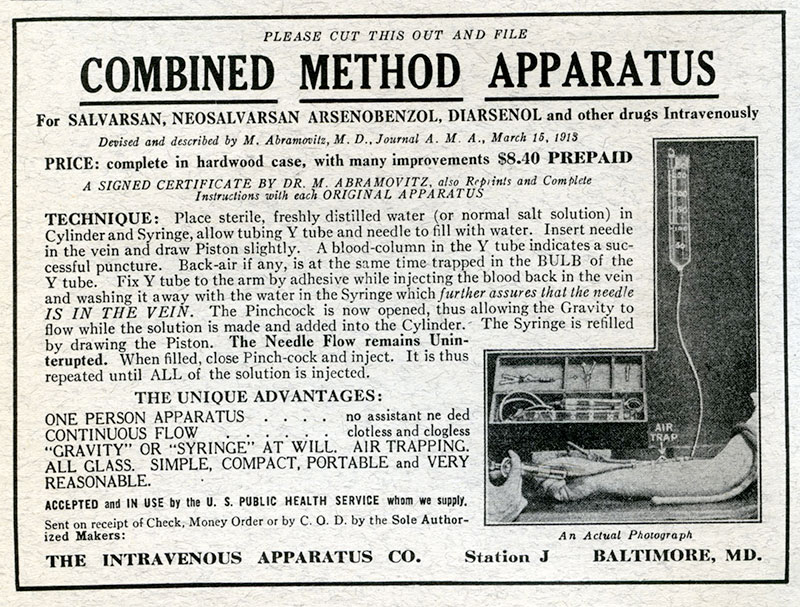 PLEASE CUT THIS OUT AND FILE
COMBINED METHOD APPARATUS
For SALVARSAN, NEOSALVARSAN ARSENOBENZOL, DIARSENOL and other drugs Intravenously
Devised and described by M. Abramovitz, M. D., Journal A. M. A., March 15, 1913
PRICE: complete in hardwood case, with many improvements $8.40 PREPAID
A SIGNED CERTIFICATE BY DR. M. ABRAMOVITZ, also Reprints and Complete
Instructions with each ORIGINAL APPARATUS
TECHNIQUE: Place sterile, freshly distilled water (or normal salt solution) in
Cylinder and Syringe, allow tubing Y tube and needle to fill with water. Insert needle
in the vein and draw Piston slightly. A blood-column in the Y tube indicates a suc-
cessful puncture. Back-air if any, is at the same time trapped in the BULB of the
Y tube. Fix Y tube to the arm by adhesive while injecting the blood back in the vein
and washing it away with the water in the Syringe which further assures that the needle
IS IN THE VEIN. The Pinchcock is now opened, thus allowing the Gravity to
flow while the solution is made and added into the Cylinder. The Syringe is refilled
by drawing the Piston. The Needle Flow remains Unin-
terupted. When filled, close Pinch-cock and inject. It is thus
repeated until ALL of the solution is injected.
THE UNIQUE ADVANTAGES:
ONE PERSON APPARATUS . . . . no assistant ne ded
CONTINUOUS FLOW . . . . . . . clotless and clogless
"GRAVITY" OR "SYRINGE" AT WILL. AIR TRAPPING.
ALL GLASS. SIMPLE, COMPACT, PORTABLE and VERY
REASONABLE.
ACCEPTED and IN USE by the U. S. PUBLIC HEALTH SERVICE whom we supply.
Sent on receipt of Check, Money Order or by C. O. D. by the Sole Author-
ized Makers:
AIR
TRAP
An Actual Photograph
THE INTRAVENOUS APPARATUS CO. Station J BALTIMORE, MD.